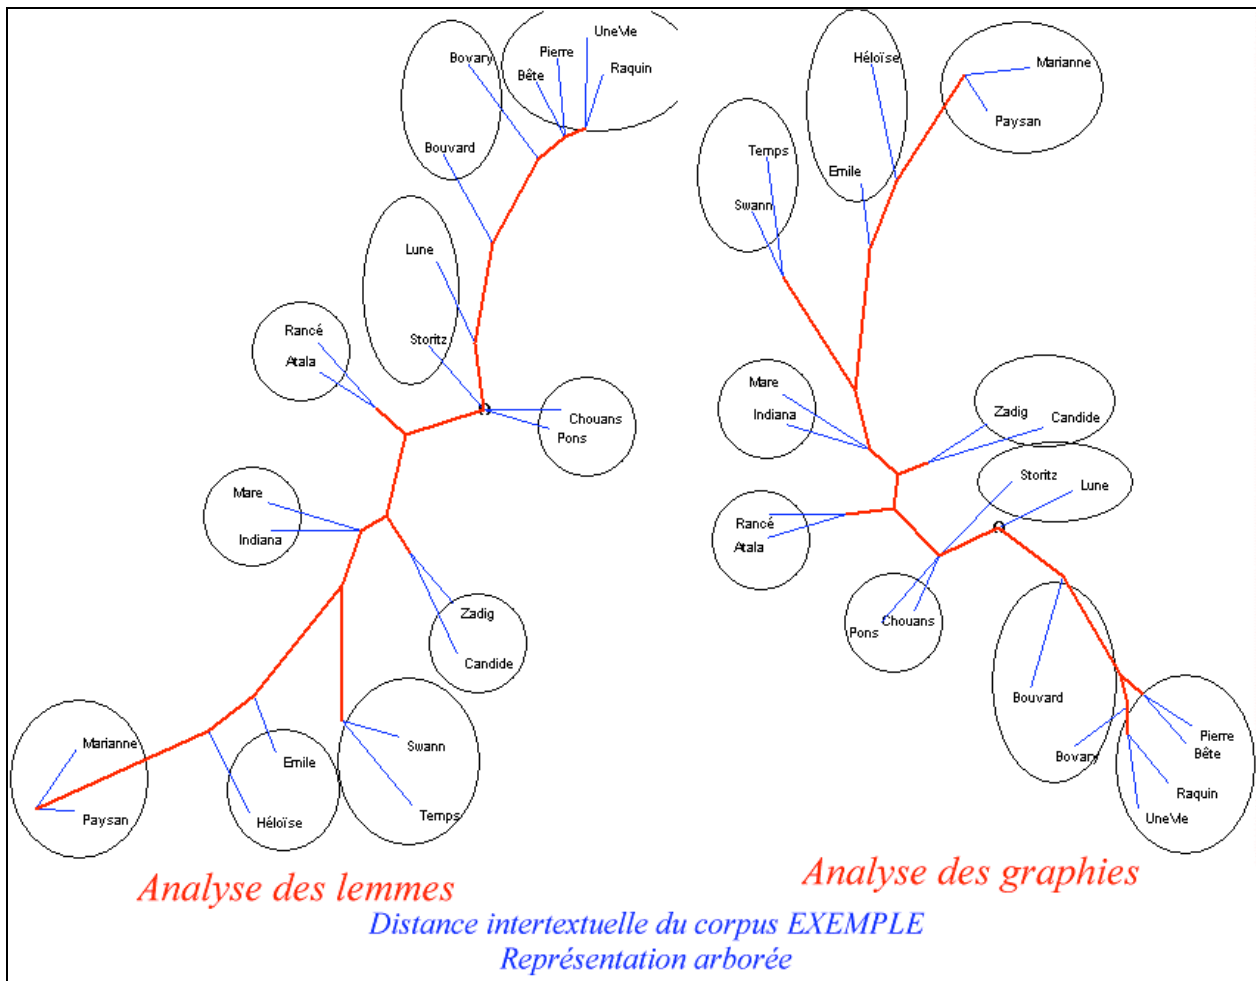 Bovary
Pierre
UneVie
Bête
Raquin
Bouvard
Lune
Rancé
Atala
Storitz
Chouans
Pons
Mare
Indiana
Zadig
Candide
Marianne
Paysan
Emile
Héloïse
Swann
Temps
Analyse des lemmes
Héloïse
Marianne
Paysan
Temps
Emile
Swann
Mare
Indiana
Zadig
Candide
Storitz
Lune
Rancé
Atala
Pons
Chouans
Bouvard
Bovary
Pierre
Bête
Raquin
UneVie
Analyse des graphies
Distance intertextuelle du corpus EXEMPLE
Représentation arborée